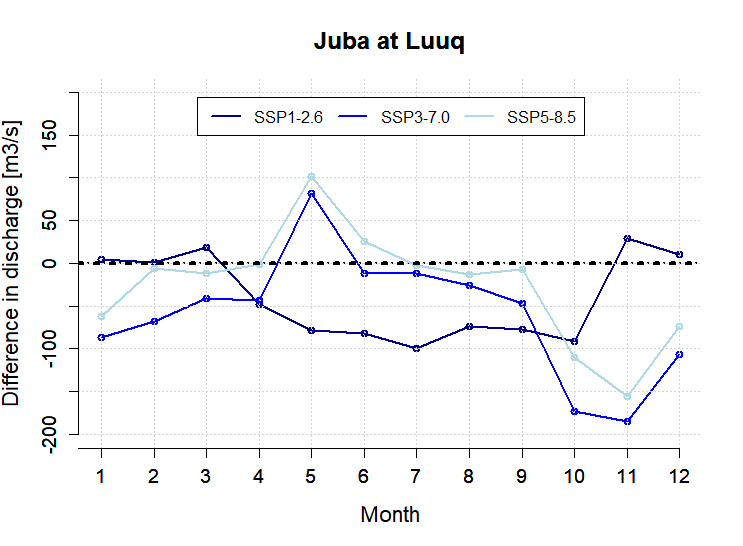 Juba at Luuq
SSP1-2.6 SSP3-7.0 SSP5-8.5
Difference in discharge [m3/s]
150
50
0
-100
-200
1 2 3 4 5 6 7 8 9 10 11 12
Month